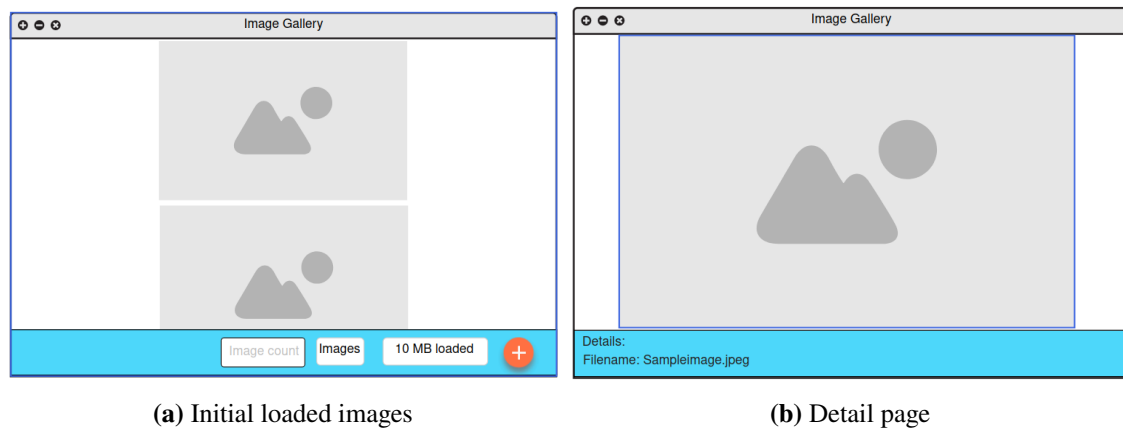 Image Gallery
Image count
Images
10 MB loaded
+
(a) Initial loaded images
Image Gallery
Details:
Filename: Sampleimage.jpeg
(b) Detail page